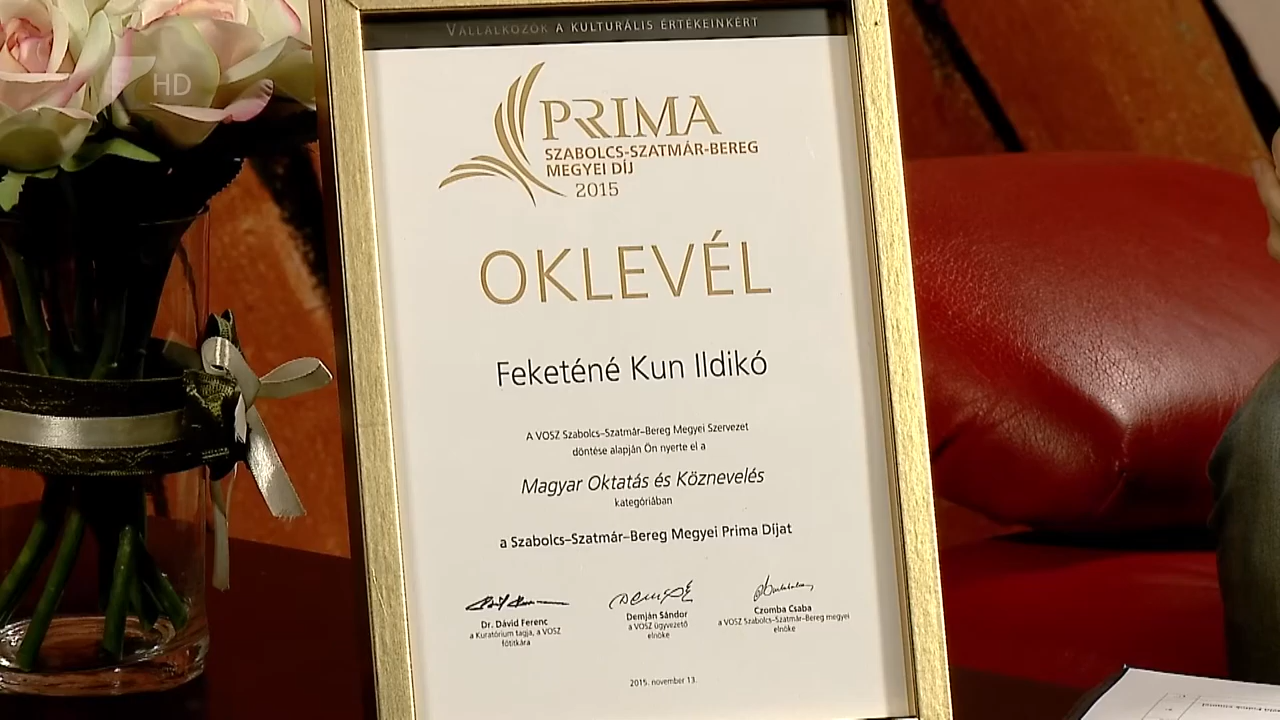 VÁLLALKOZÓK A KULTURÁLIS ÉRTÉKEINKÉRT
HD
PRIMA
SZABOLCS-SZATMÁR-BEREG
MEGYEI DÍJ
2015
OKLEVÉL
Feketéné Kun Ildikó
A VOSZ Szabolcs–Szatmár–Bereg Megyei Szervezet
döntése alapján Ön nyerte el a
Magyar Oktatás és Köznevelés
kategóriában
a Szabolcs–Szatmár–Bereg Megyei Prima Díjat
Dr. Dávid Ferenc
a Kuratórium tagja, a VOSZ
főtitkára
Demján Sándor
a VOSZ ügyvezető
elnöke
Czomba Csaba
a VOSZ Szabolcs–Szatmár–Bereg megyei
elnöke
2015. november 13.